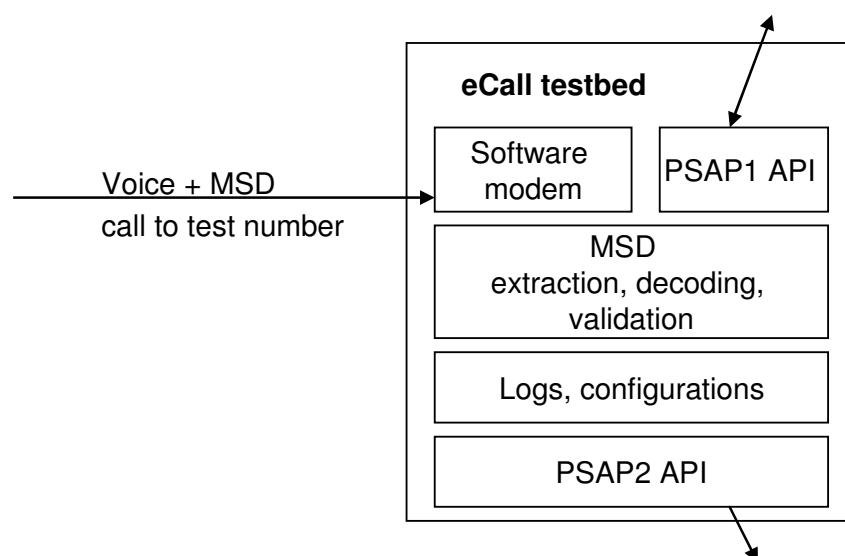 eCall testbed
Software
modem
PSAP1 API
Voice + MSD
call to test number
MSD
extraction, decoding,
validation
Logs, configurations
PSAP2 API